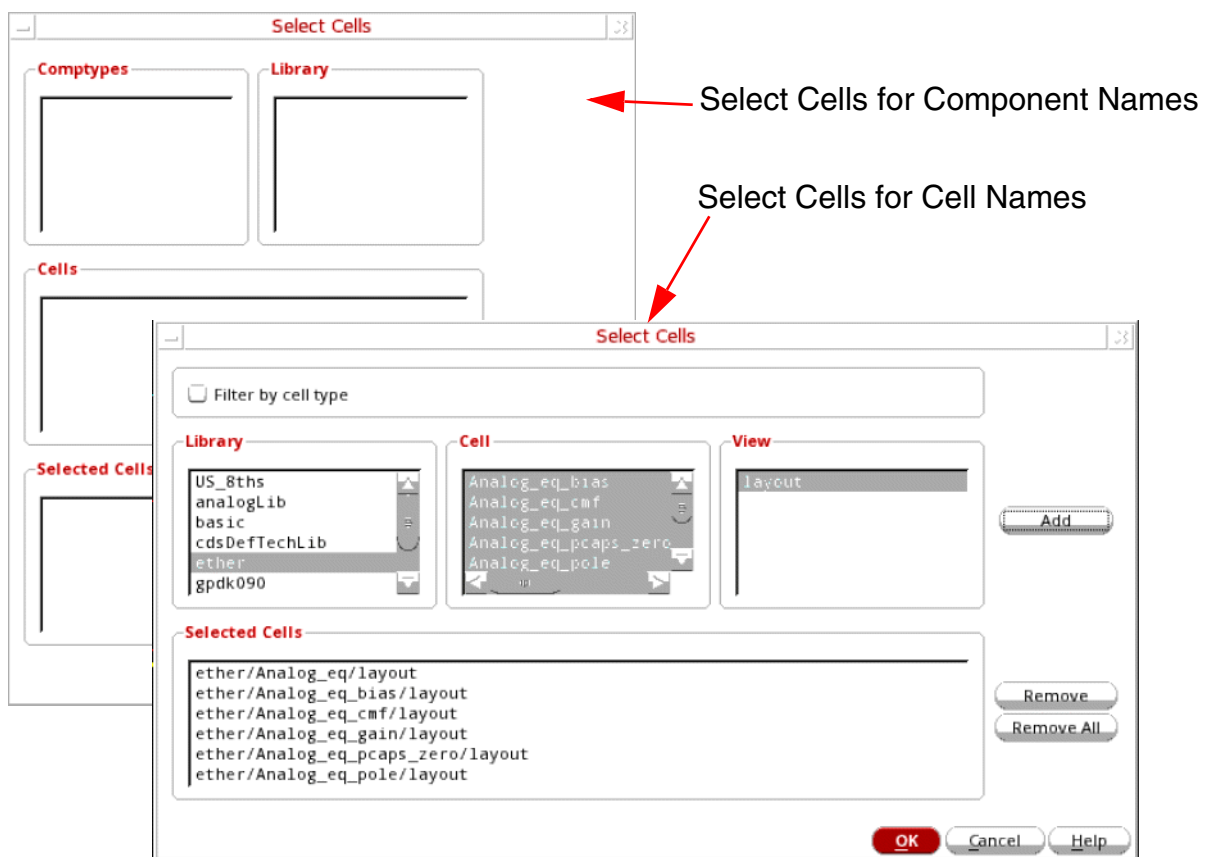 Select Cells
Comptypes
Library
Select Cells for Component Names
Select Cells for Cell Names
Cells
Selected Cells
Select Cells
Filter by cell type
Library
Cell
View
US_8ths
analogLib
basic
cdsDefTechLib
ether
gpdk090
Analog_eq_bias
Analog_eq_cmf
Analog_eq_gain
Analog_eq_pcaps_zero
Analog_eq_pole
layout
Add
Selected Cells
ether/Analog_eq/layout
ether/Analog_eq_bias/layout
ether/Analog_eq_cmf/layout
ether/Analog_eq_gain/layout
ether/Analog_eq_pcaps_zero/layout
ether/Analog_eq_pole/layout
Remove
Remove All
OK
Cancel
Help